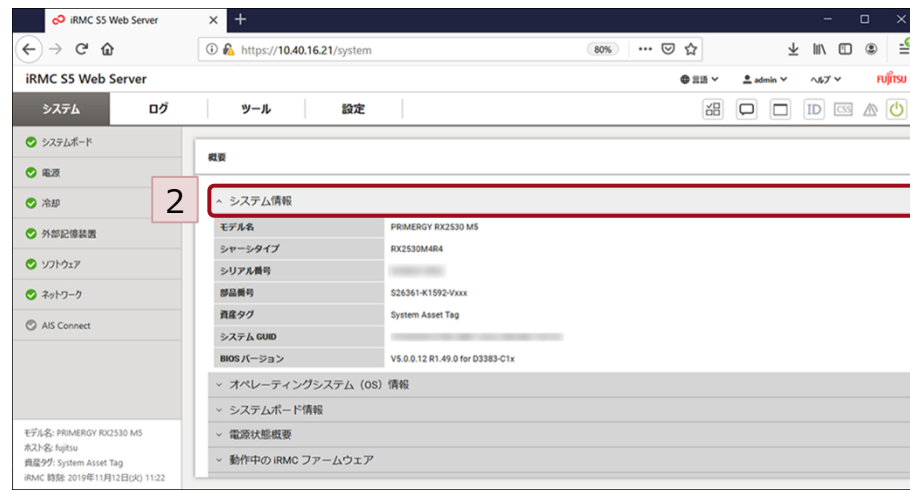 iRMC S5 Web Server
https://10.40.16.21/system
80%
iRMC S5 Web Server
言語
admin
ヘルプ
FUJITSU
システム
ログ
ツール
設定
ID
CSS
システムボード
電源
冷却
外部記憶装置
ソフトウェア
ネットワーク
AIS Connect
モデル名: PRIMERGY RX2530 M5
ホスト名: fujitsu
資産タグ: System Asset Tag
iRMC 時刻: 2019年11月12日(火) 11:22
概要
2
システム情報
モデル名 PRIMERGY RX2530 M5
シャーシタイプ RX2530M4R4
シリアル番号
部品番号 S26361-K1592-Vxxx
資産タグ System Asset Tag
システム GUID
BIOS バージョン V5.0.0.12 R1.49.0 for D3383-C1x
オペレーティングシステム (OS) 情報
システムボード情報
電源状態概要
動作中の iRMC ファームウェア